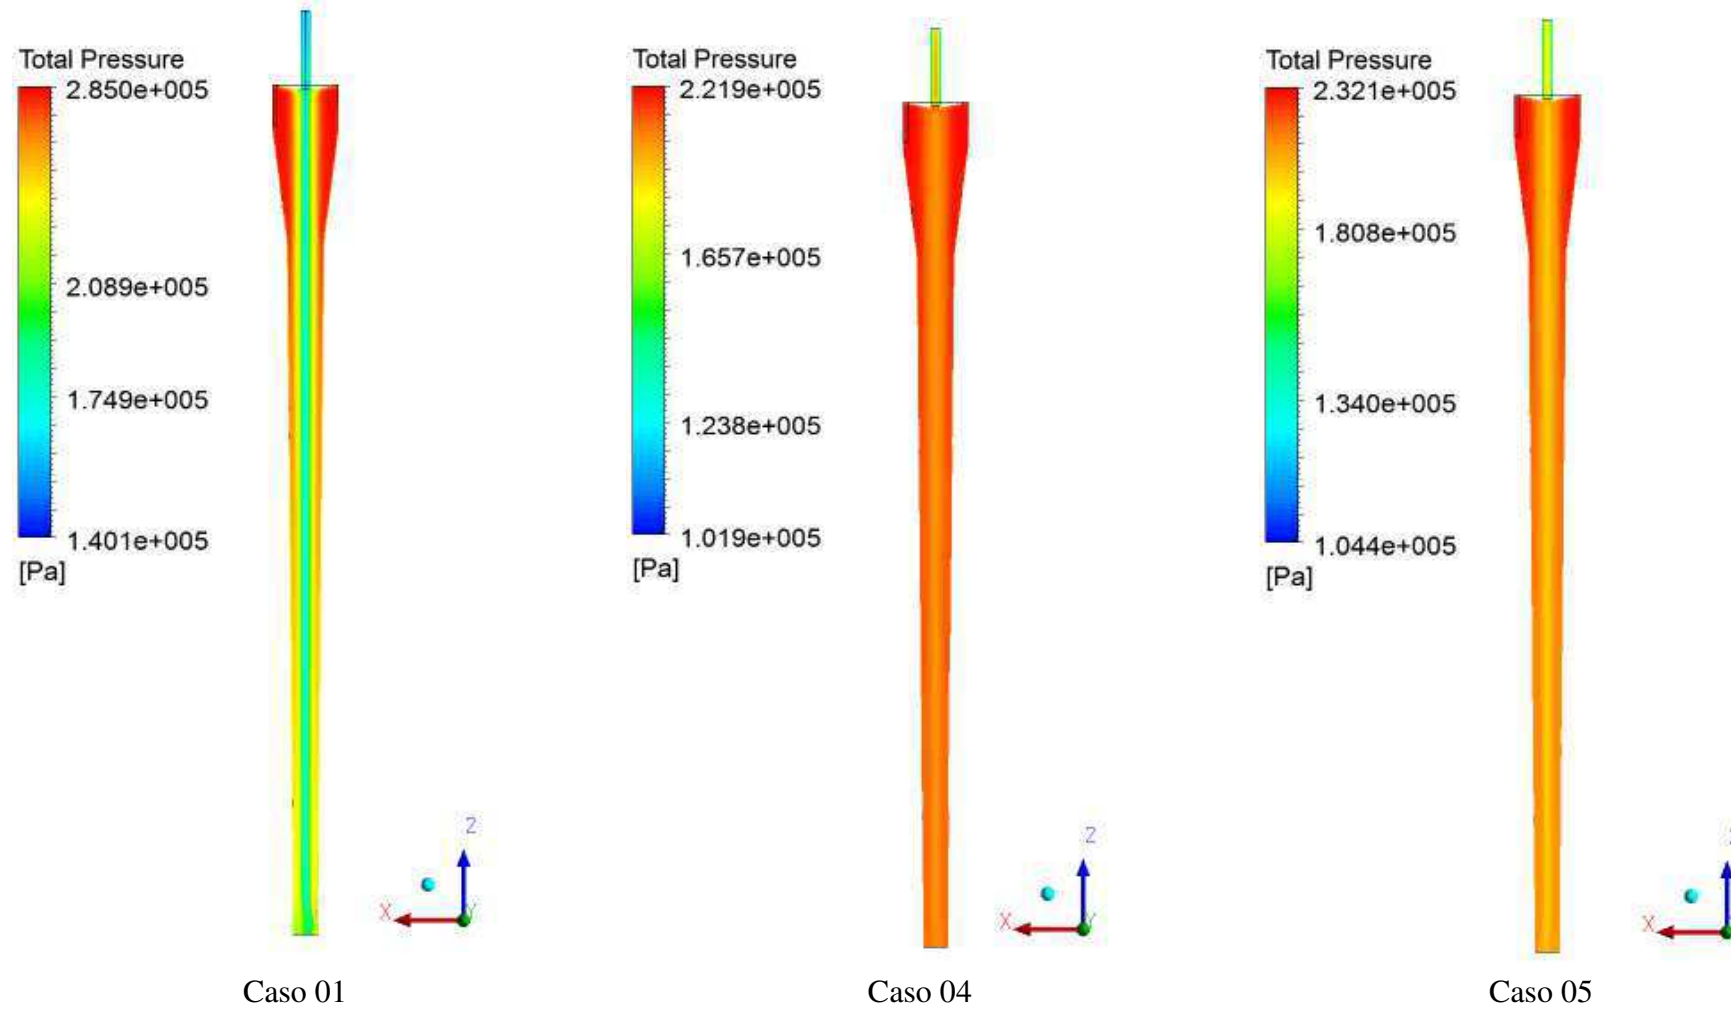 Total Pressure
2.850e+005
2.089e+005
1.749e+005
1.401e+005
[Pa]
Z
X
Y
Caso 01
Total Pressure
2.219e+005
1.657e+005
1.238e+005
1.019e+005
[Pa]
Z
X
Y
Caso 04
Total Pressure
2.321e+005
1.808e+005
1.340e+005
1.044e+005
[Pa]
X
Caso 05